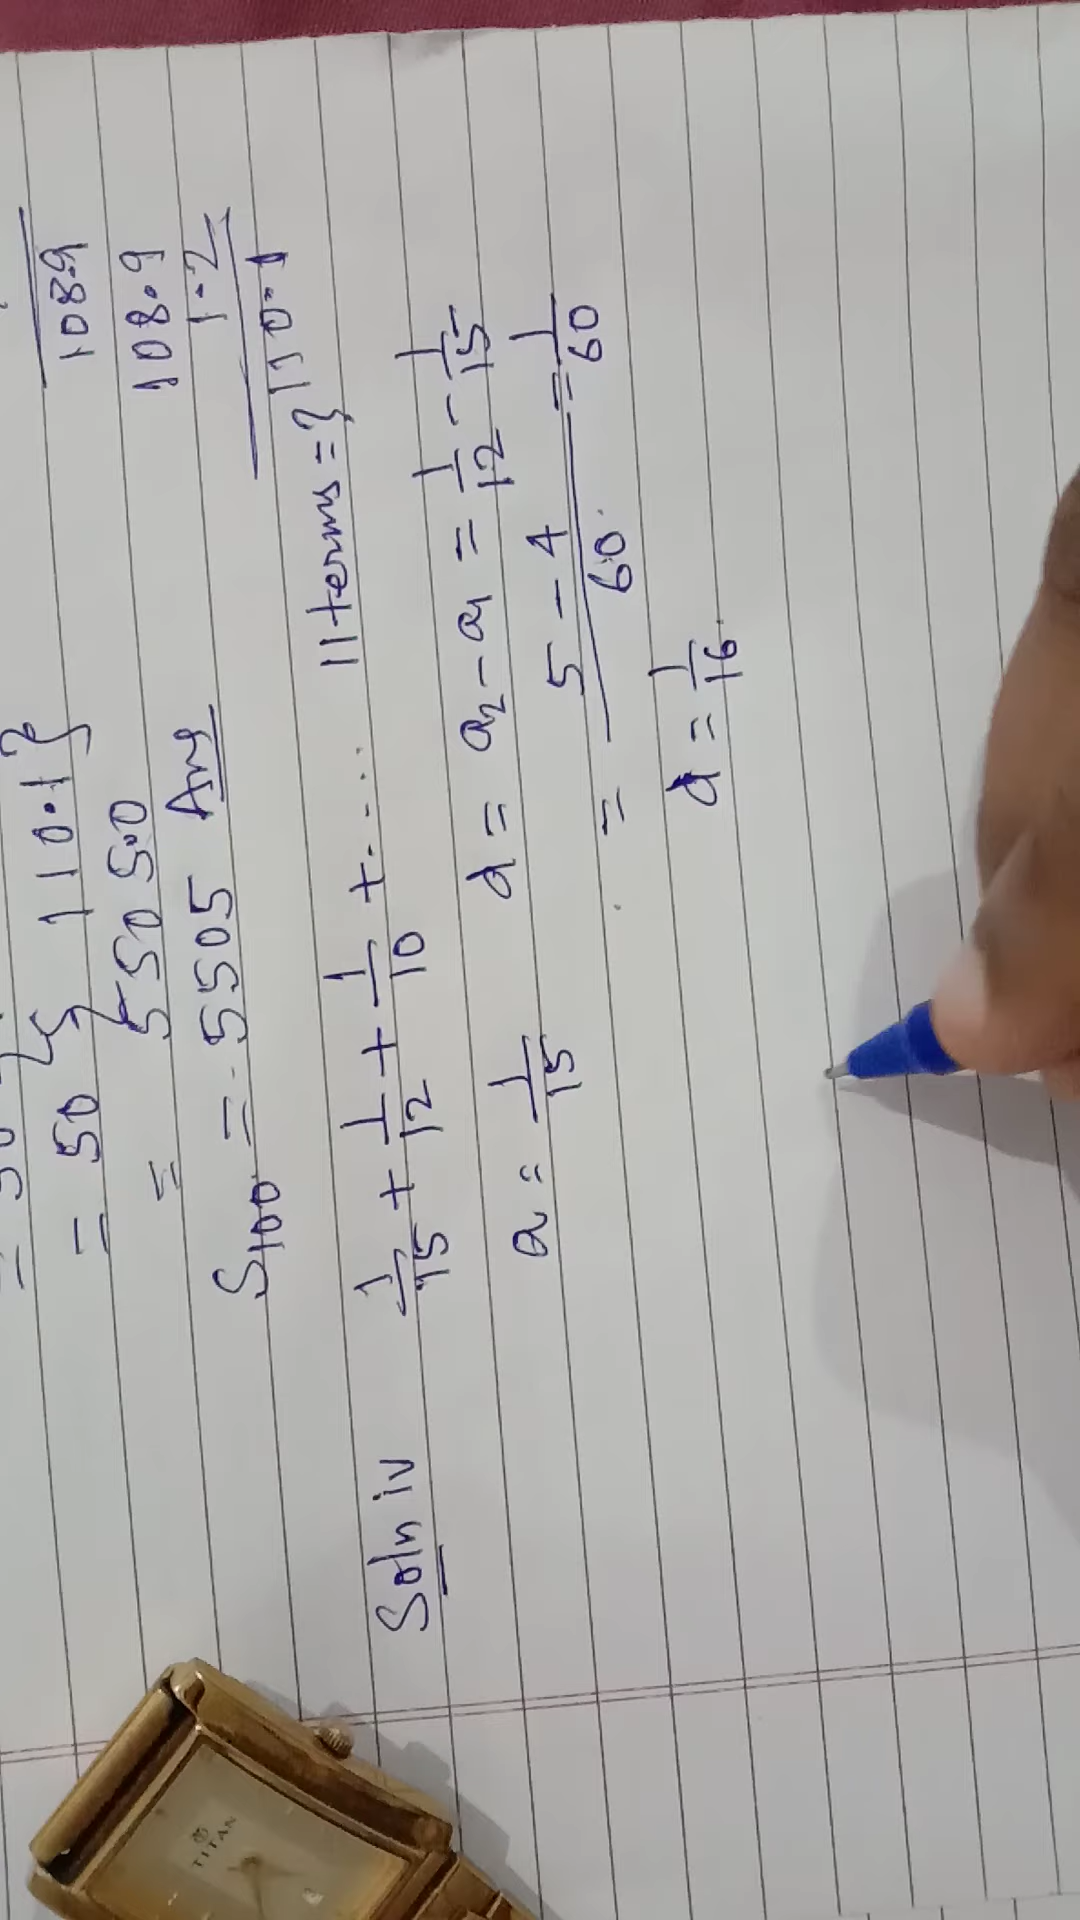 1089
= 50 { 110.1 }
108.9
= 5505.0
1.2
S100 = 5505 Ans
110.1
Soln iv 1/15 + 1/12 + 1/10 + ..... 11 terms = ?
a = 1/15 d = a2 - a1 = 1/12 - 1/15
= 5 - 4 / 60 = 1/60
d = 1/16
TITAN